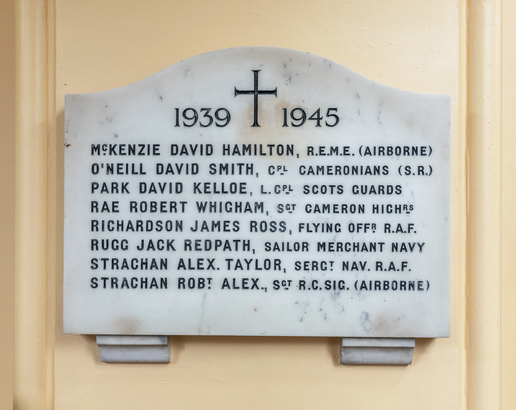 1939 1945
McKENZIE DAVID HAMILTON, R.E.M.E. (AIRBORNE)
O'NEILL DAVID SMITH, CPL CAMERONIANS (S.R.)
PARK DAVID KELLOE, L.CPL SCOTS GUARDS
RAE ROBERT WHIGHAM, SGT CAMERON HIGHRS
RICHARDSON JAMES ROSS, FLYING OFFR R.A.F.
RUGG JACK REDPATH, SAILOR MERCHANT NAVY
STRACHAN ALEX. TAYLOR, SERGT NAV. R.A.F.
STRACHAN ROBT ALEX., SGT R.C.SIG. (AIRBORNE)